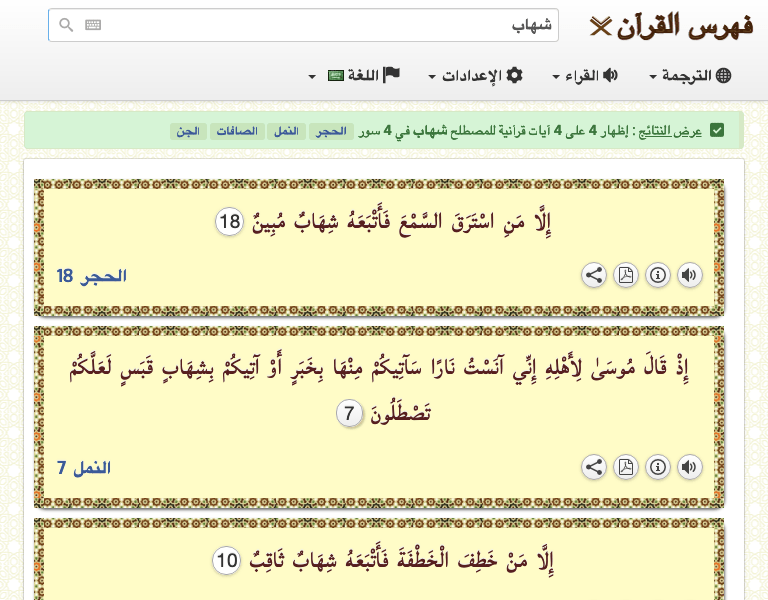 فهرس القرآن
شهاب
الترجمة
القراء
الإعدادات
اللغة
عرض النتائج : إظهار 4 على 4 آيات قرآنية للمصطلح شهاب في 4 سور الحجر النمل الصافات الجن
إِلَّا مَنِ اسْتَرَقَ السَّمْعَ فَأَتْبَعَهُ شِهَابٌ مُبِينٌ 18
الحجر 18
إِذْ قَالَ مُوسَىٰ لِأَهْلِهِ إِنِّي آنَسْتُ نَارًا سَآتِيكُمْ مِنْهَا بِخَبَرٍ أَوْ آتِيكُمْ بِشِهَابٍ قَبَسٍ لَعَلَّكُمْ
تَصْطَلُونَ 7
النمل 7
إِلَّا مَنْ خَطِفَ الْخَطْفَةَ فَأَتْبَعَهُ شِهَابٌ ثَاقِبٌ 10